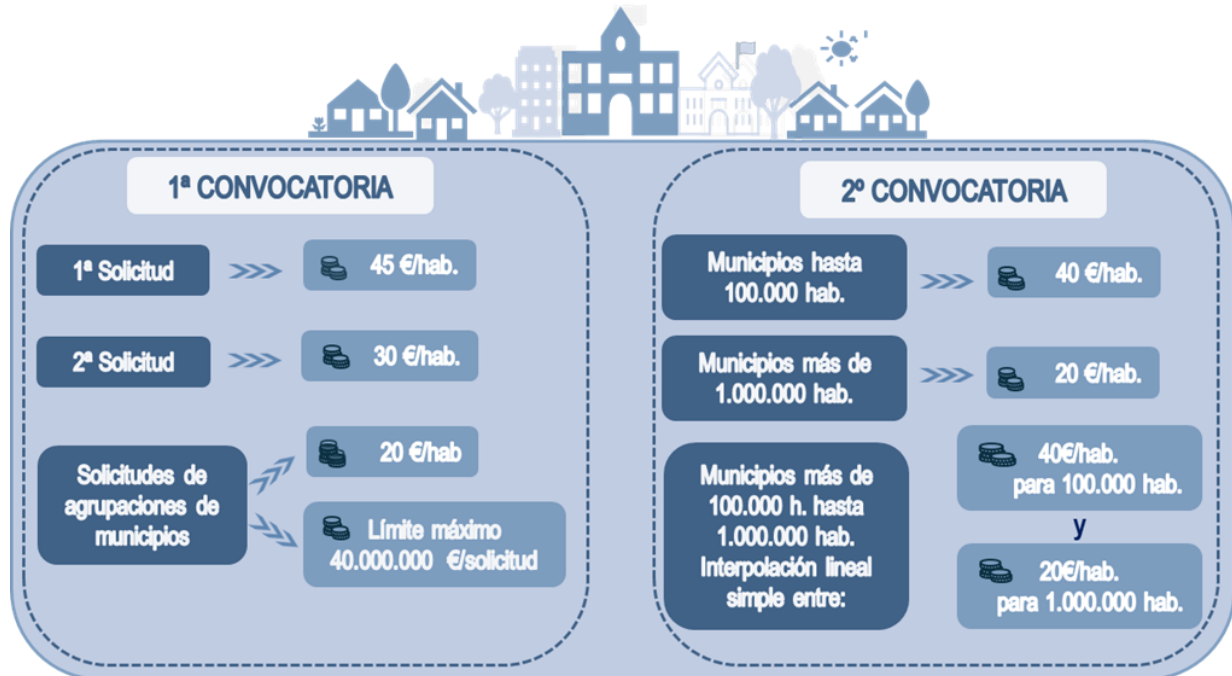 1ª CONVOCATORIA
1ª Solicitud
45 €/hab.
2ª Solicitud
30 €/hab.
Solicitudes de
agrupaciones de
municipios
20 €/hab
Límite máximo
40.000.000 €/solicitud
2º CONVOCATORIA
Municipios hasta
100.000 hab.
40 €/hab.
Municipios más de
1.000.000 hab.
20 €/hab.
Municipios más de
100.000 h. hasta
1.000.000 hab.
Interpolación lineal
simple entre:
40€/hab.
para 100.000 hab.
y
20€/hab.
para 1.000.000 hab.